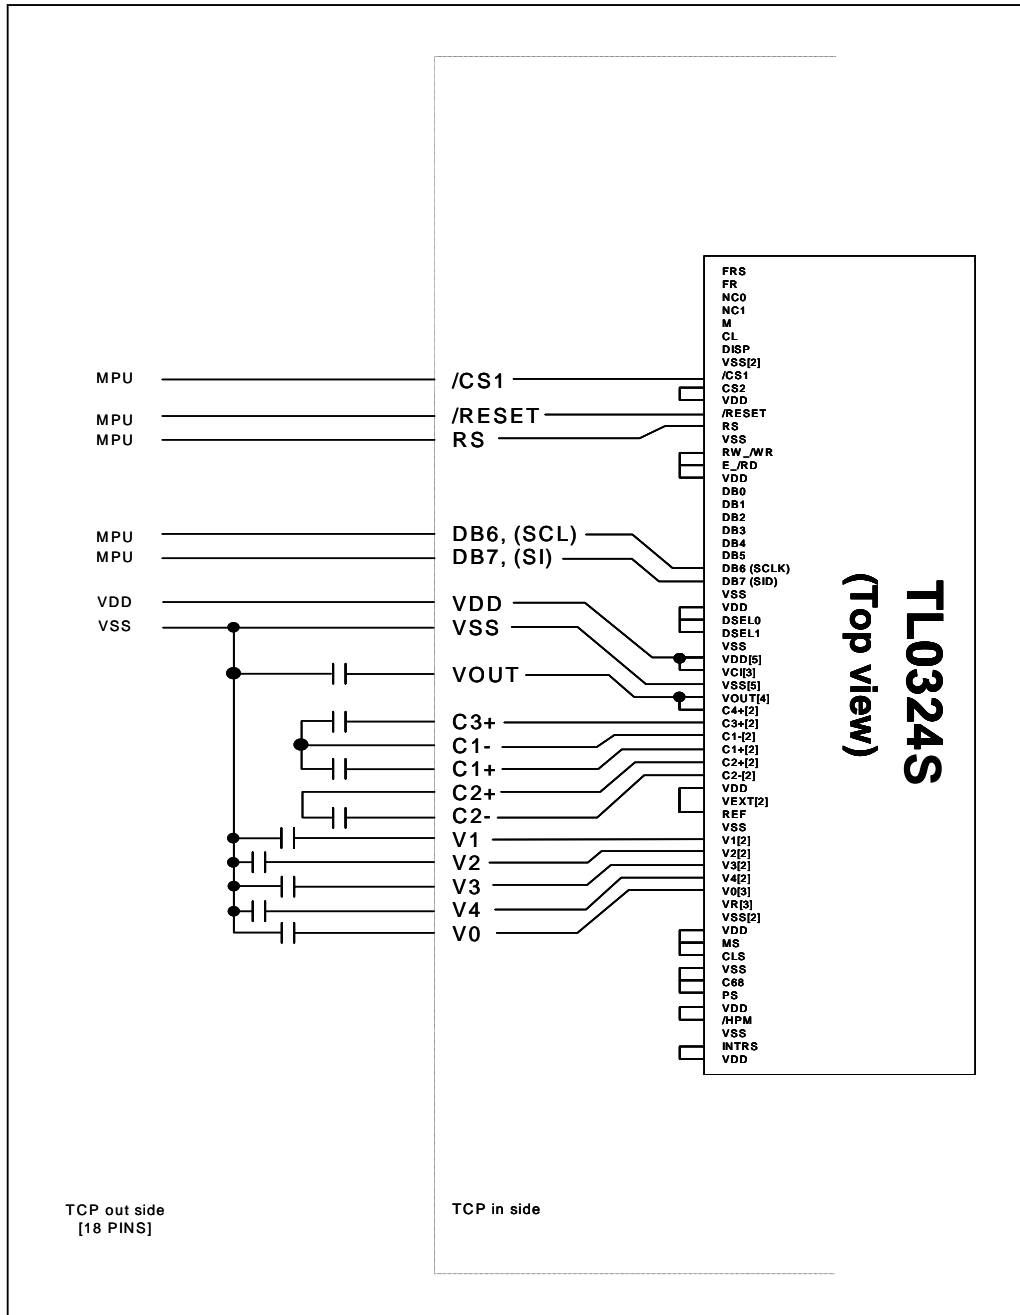 MPU
MPU
MPU
MPU
MPU
VDD
VSS
/CS1
/RESET
RS
DB6, (SCL)
DB7, (SI)
VDD
VSS
VOUT
C3+
C1-
C1+
C2+
C2-
V1
V2
V3
V4
V0
FRS
FR
NC0
NC1
M
CL
DISP
VSS[2]
/CS1
CS2
VDD
/RESET
RS
VSS
RW_/WR
E_/RD
VDD
DB0
DB1
DB2
DB3
DB4
DB5
DB6 (SCLK)
DB7 (SID)
VSS
VDD
DSEL0
DSEL1
VSS
VDD[5]
VCI[3]
VSS[5]
VOUT[4]
C4+[2]
C3+[2]
C1-[2]
C1+[2]
C2+[2]
C2-[2]
VDD
VEXT[2]
REF
VSS
V1[2]
V2[2]
V3[2]
V4[2]
V0[3]
VR[3]
VSS[2]
VDD
MS
CLS
VSS
C68
PS
VDD
/HPM
VSS
INTRS
VDD
TL0324S
(Top view)
TCP out side
[18 PINS]
TCP in side